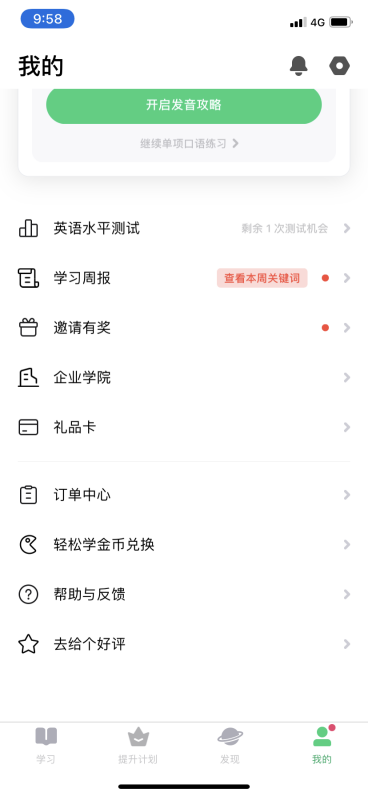 9:58
4G
我的
开启发音攻略
继续单项口语练习
英语水平测试
剩余 1 次测试机会
学习周报
查看本周关键词
邀请有奖
企业学院
礼品卡
订单中心
轻松学金币兑换
帮助与反馈
去给个好评
学习
提升计划
发现
我的